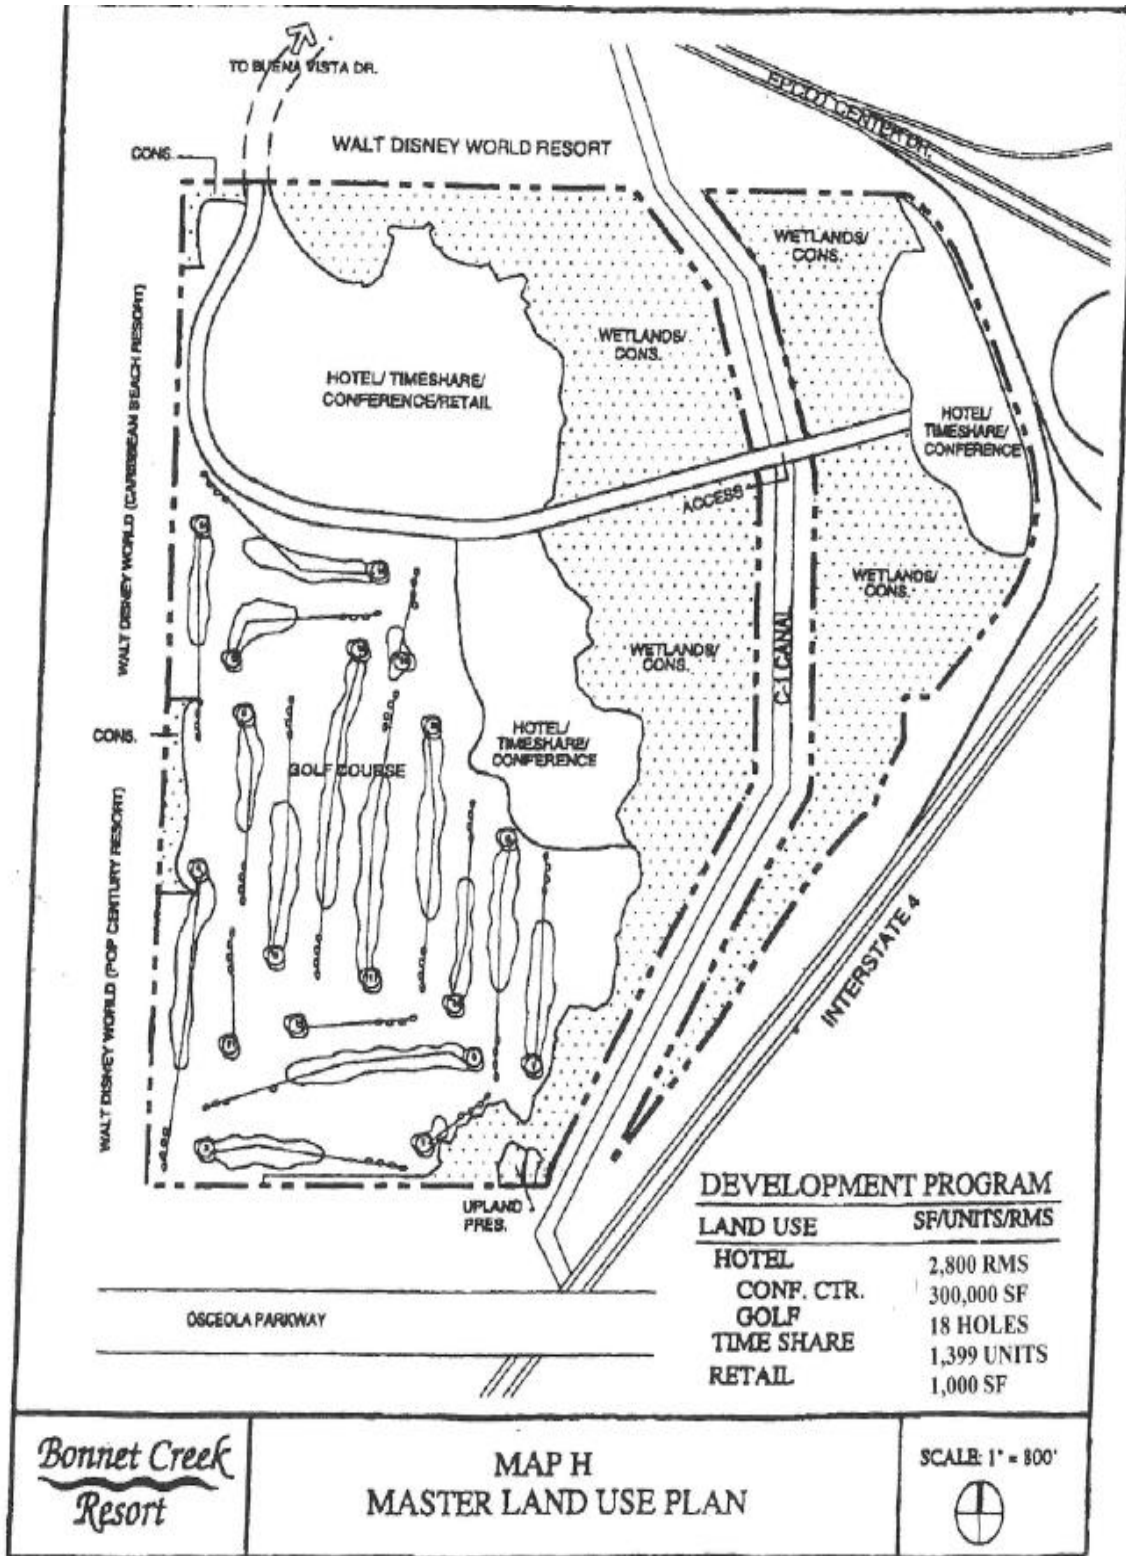 TO BUENA VISTA DR.
EPCOT CENTER DR.
WALT DISNEY WORLD RESORT
CONS.
WETLANDS/
CONS.
WALT DISNEY WORLD (CARIBBEAN BEACH RESORT)
WETLANDS/
CONS.
HOTEL/ TIMESHARE/
CONFERENCE/RETAIL
HOTEL/
TIMESHARE/
CONFERENCE
ACCESS
WETLANDS/
CONS.
C-1 CANAL
WETLANDS/
CONS.
CONS.
HOTEL/
TIMESHARE/
CONFERENCE
GOLF COURSE
WALT DISNEY WORLD (POP CENTURY RESORT)
INTERSTATE 4
UPLAND
PRES.
OSCEOLA PARKWAY
DEVELOPMENT PROGRAM
LAND USE SF/UNITS/RMS
HOTEL 2,800 RMS
CONF. CTR. 300,000 SF
GOLF 18 HOLES
TIME SHARE 1,399 UNITS
RETAIL 1,000 SF
Bonnet Creek
Resort
MAP H
MASTER LAND USE PLAN
SCALE: 1" = 800'